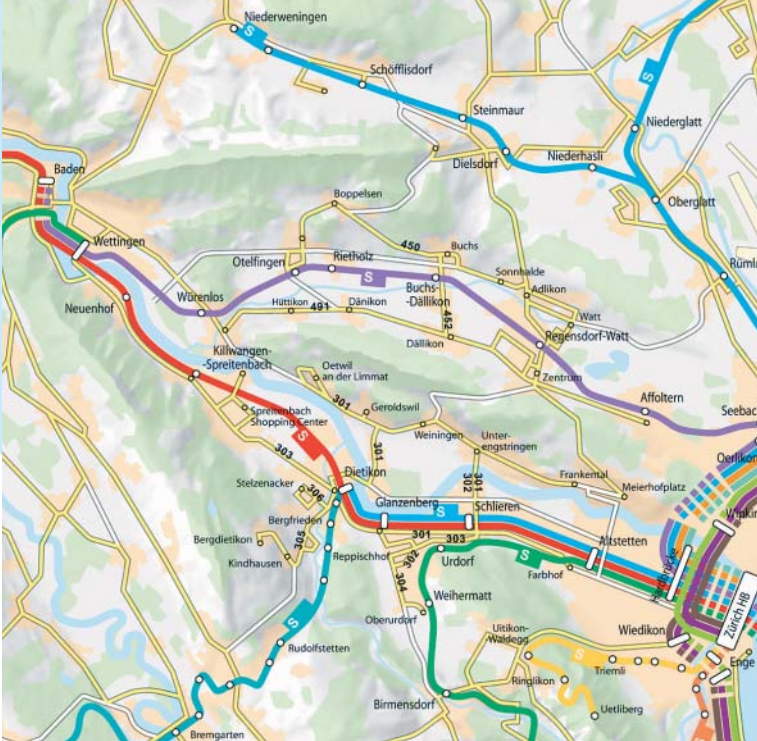 Niederweningen
S
Schöfflisdorf
S
Steinmaur
Niederglatt
Dielsdorf
Niederhasli
Baden
Oberglatt
Boppelsen
Wettingen
450
Buchs
Otelfingen
Rietholz
S
Sonnhalde
Buchs-
-Dällikon
Adlikon
Neuenhof
Würenlos
Hüttikon
491
Dänikon
452
Watt
Dällikon
Regensdorf-Watt
Killwangen-
-Spreitenbach
Oetwil
an der Limmat
Zentrum
301
Geroldswil
Affoltern
Spreitenbach
Shopping Center
S
Weiningen
Unter-
engstringen
303
301
Oerlikon
Dietikon
302
301
Frankental
Meierhofplatz
Stelzenacker
306
Glanzenberg
S
Schlieren
Bergfrieden
305
301
303
Altstetten
Bergdietikon
Reppischhof
302
Urdorf
S
Kindhausen
Farbhof
Hardbrücke
304
Weihermatt
Zürich HB
Oberurdorf
S
Uitikon-
Waldegg
Wiedikon
Rudolfstetten
S
Triemli
Enge
Ringlikon
Birmensdorf
Uetliberg
S
Bremgarten